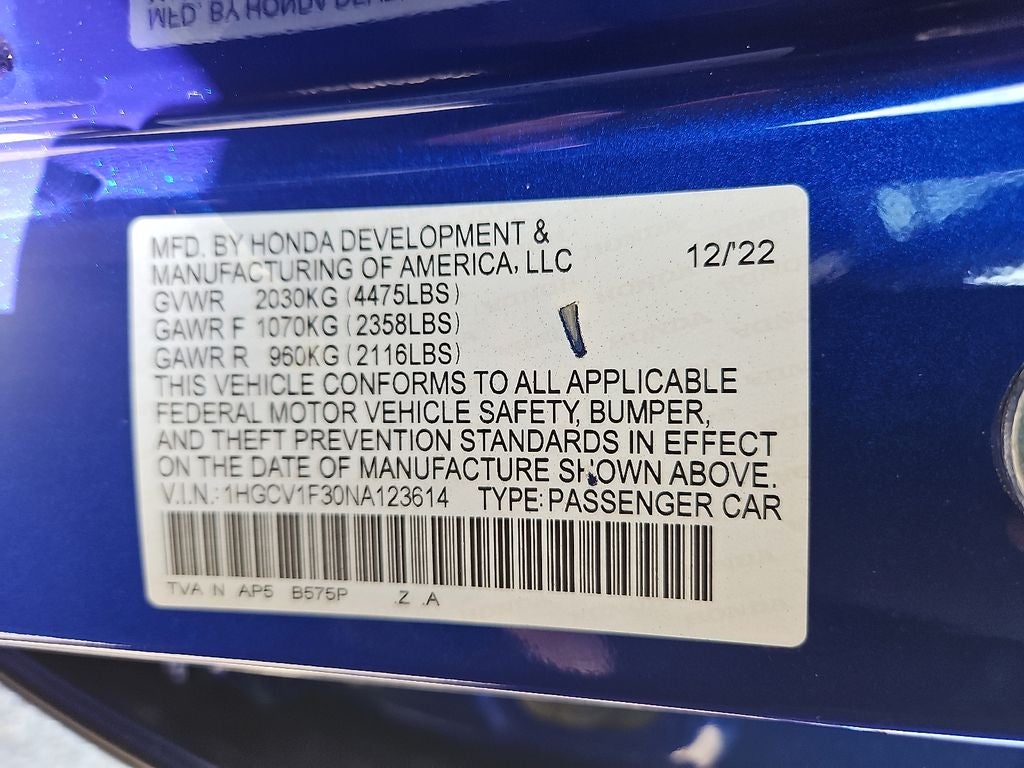 MFD. BY HONDA DEVELOPMENT &
MANUFACTURING OF AMERICA, LLC 12/'22
GVWR 2030KG (4475LBS)
GAWR F 1070KG (2358LBS)
GAWR R 960KG (2116LBS)
THIS VEHICLE CONFORMS TO ALL APPLICABLE
FEDERAL MOTOR VEHICLE SAFETY, BUMPER,
AND THEFT PREVENTION STANDARDS IN EFFECT
ON THE DATE OF MANUFACTURE SHOWN ABOVE.
V.I.N.: 1HGCV1F30NA123614 TYPE: PASSENGER CAR
TVA N AP5 B575P .Z .A